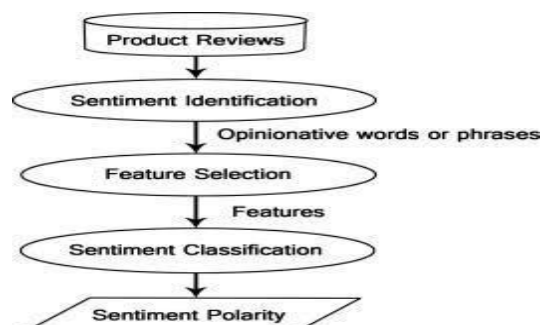 Product Reviews
Sentiment Identification
Opinionative words or phrases
Feature Selection
Features
Sentiment Classification
Sentiment Polarity